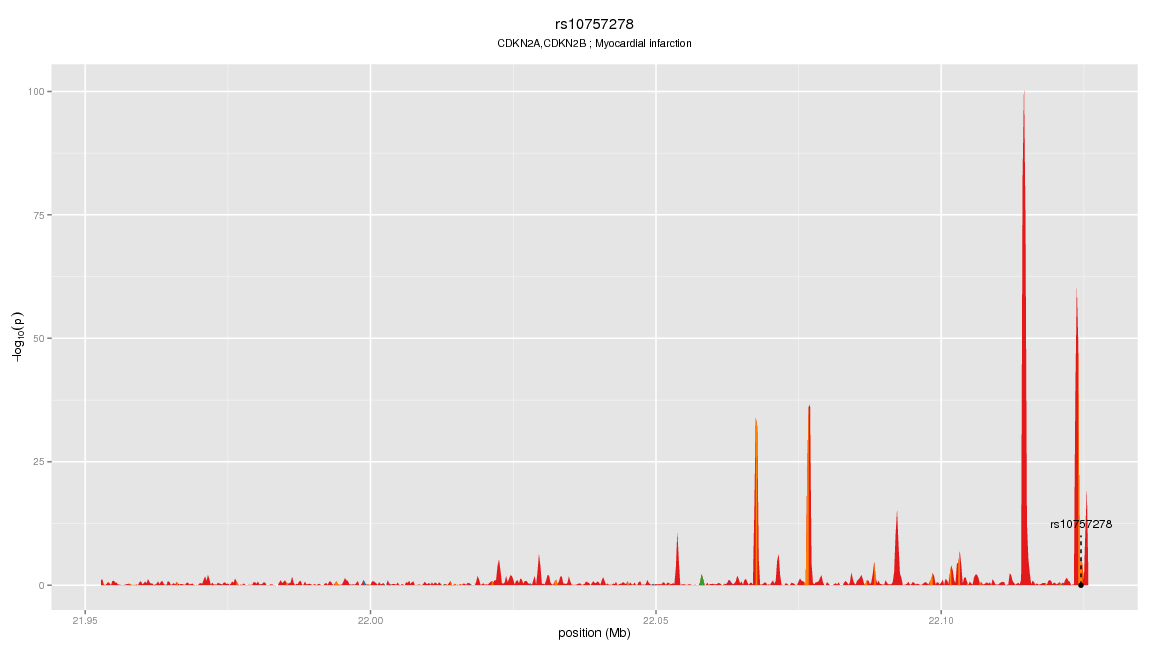 rs10757278
CDKN2A,CDKN2B ; Myocardial infarction
100
75
50
25
0
−log10(p)
rs10757278
21.95
22.00
22.05
22.10
position (Mb)